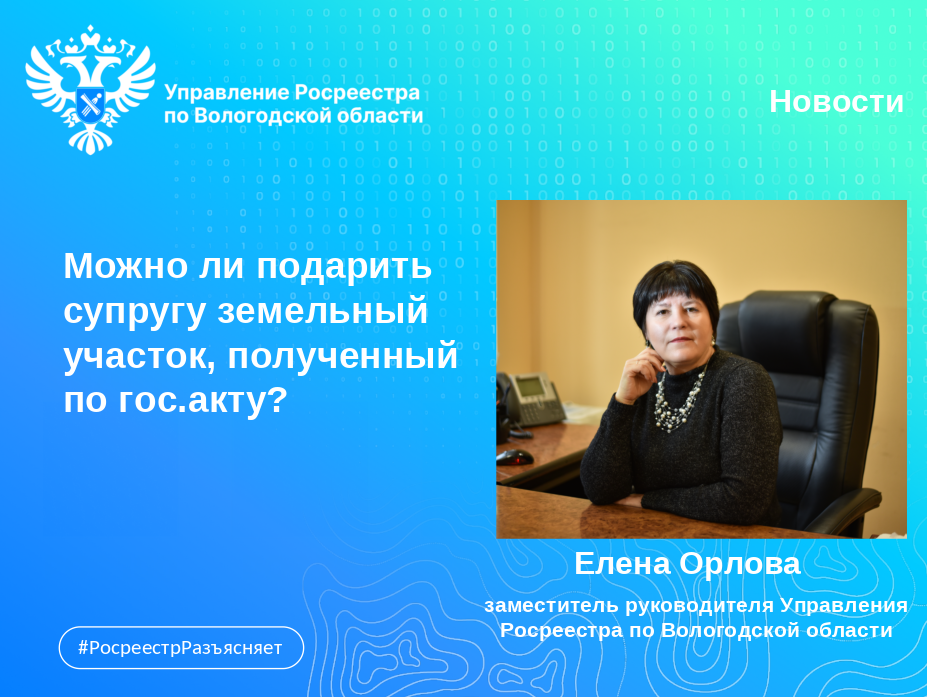 Управление Росреестра
по Вологодской области
Новости
Можно ли подарить
супругу земельный
участок, полученный
по гос.акту?
Елена Орлова
заместитель руководителя Управления
Росреестра по Вологодской области
#РосреестрРазъясняет